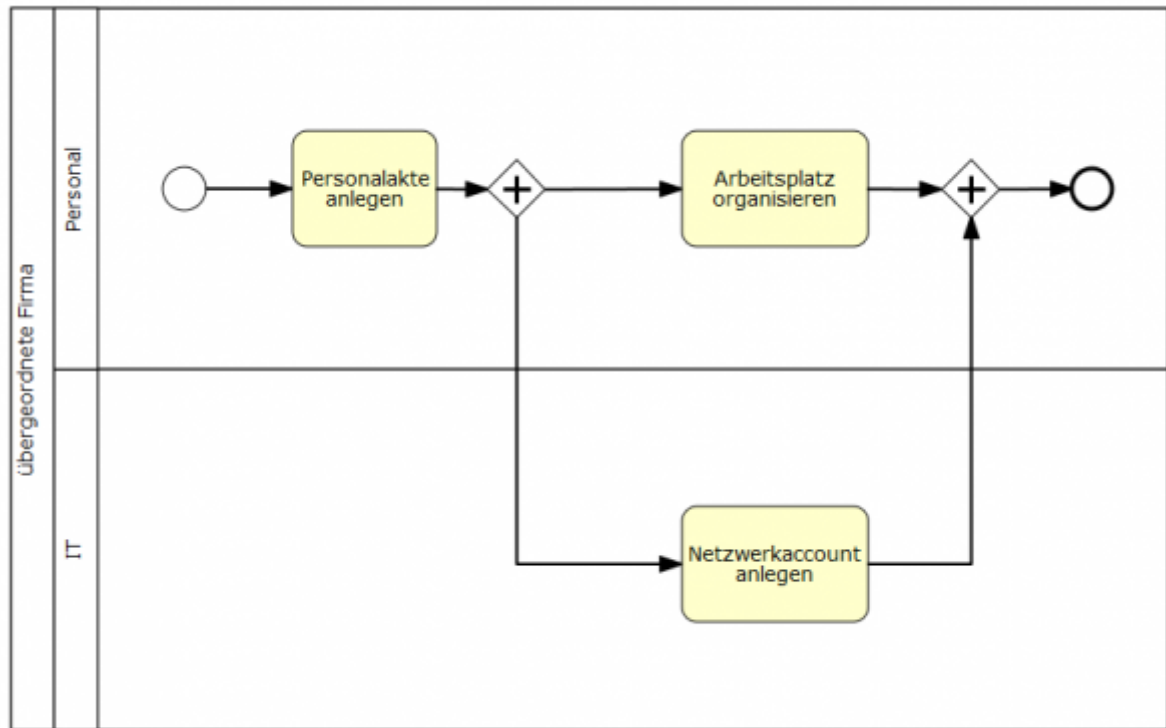 übergeordnete Firma
Personal
Personalakte
anlegen
Arbeitsplatz
organisieren
IT
Netzwerkaccount
anlegen